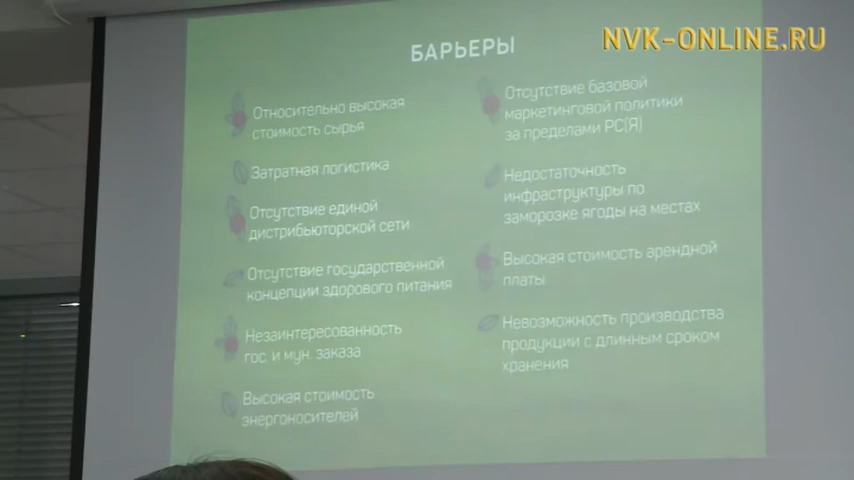 NVK-ONLINE.RU
БАРЬЕРЫ
Относительно высокая
стоимость сырья
Затратная логистика
Отсутствие единой
дистрибьюторской сети
Отсутствие государственной
концепции здорового питания
Незаинтересованность
гос. и мун. заказа
Высокая стоимость
энергоносителей
Отсутствие базовой
маркетинговой политики
за пределами РС(Я)
Недостаточность
инфраструктуры по
заморозке ягоды на местах
Высокая стоимость арендной
платы
Невозможность производства
продукции с длинным сроком
хранения